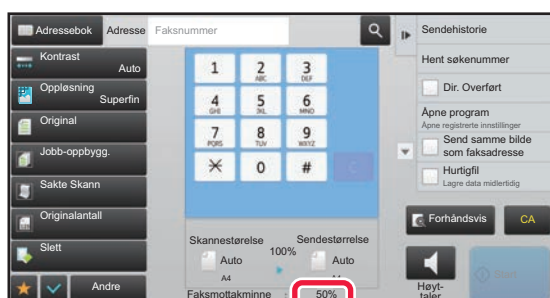 Adressebok
Adresse
Faksnummer
Sendehistorie
Kontrast
Auto
Oppløsning
Superfin
Original
Jobb-oppbygg.
Sakte Skann
Originalantall
Slett
Andre
1
2 ABC
3 DEF
4 GHI
5 JKL
6 MNO
7 PQRS
8 TUV
9 WXYZ
0
#
C
Skannestørelse
100%
Sendestørrelse
Auto
A4
Auto
A4
Faksmottakminne : 50%
Hent søkenummer
Dir. Overført
Åpne program
Åpne registrerte innstillinger
Send samme bilde
som faksadresse
Hurtigfil
Lagre data midlertidig
Forhåndsvis
CA
Høyt-
taler
Start